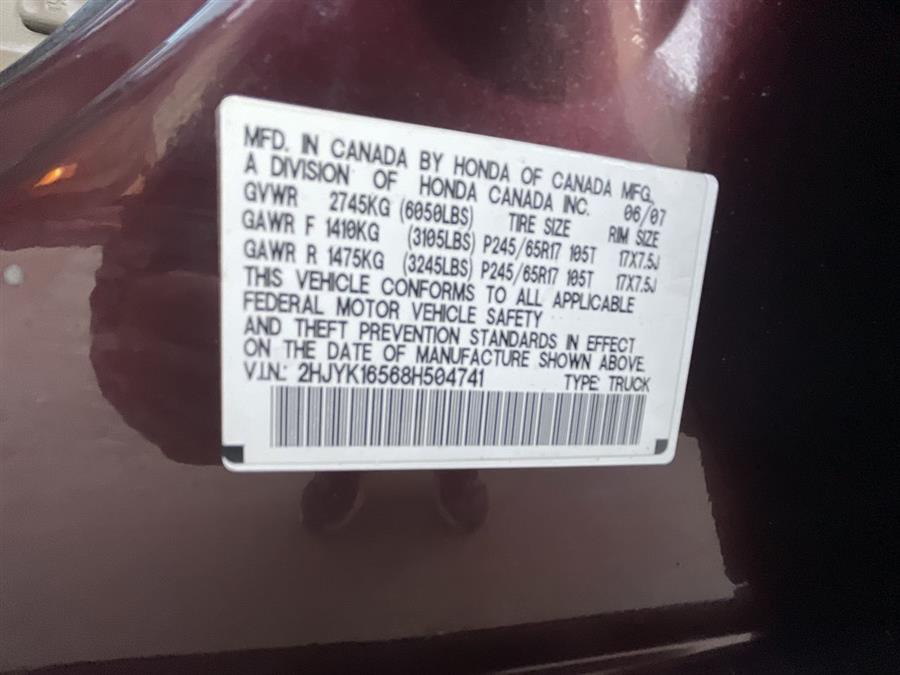 MFD. IN CANADA BY HONDA OF CANADA MFG.,
A DIVISION OF HONDA CANADA INC. 06/07
GVWR 2745KG (6050LBS) TIRE SIZE RIM SIZE
GAWR F 1410KG (3105LBS) P245/65R17 105T 17X7.5J
GAWR R 1475KG (3245LBS) P245/65R17 105T 17X7.5J
THIS VEHICLE CONFORMS TO ALL APPLICABLE
FEDERAL MOTOR VEHICLE SAFETY
AND THEFT PREVENTION STANDARDS IN EFFECT
ON THE DATE OF MANUFACTURE SHOWN ABOVE.
V.I.N.: 2HJYK16568H504741 TYPE: TRUCK